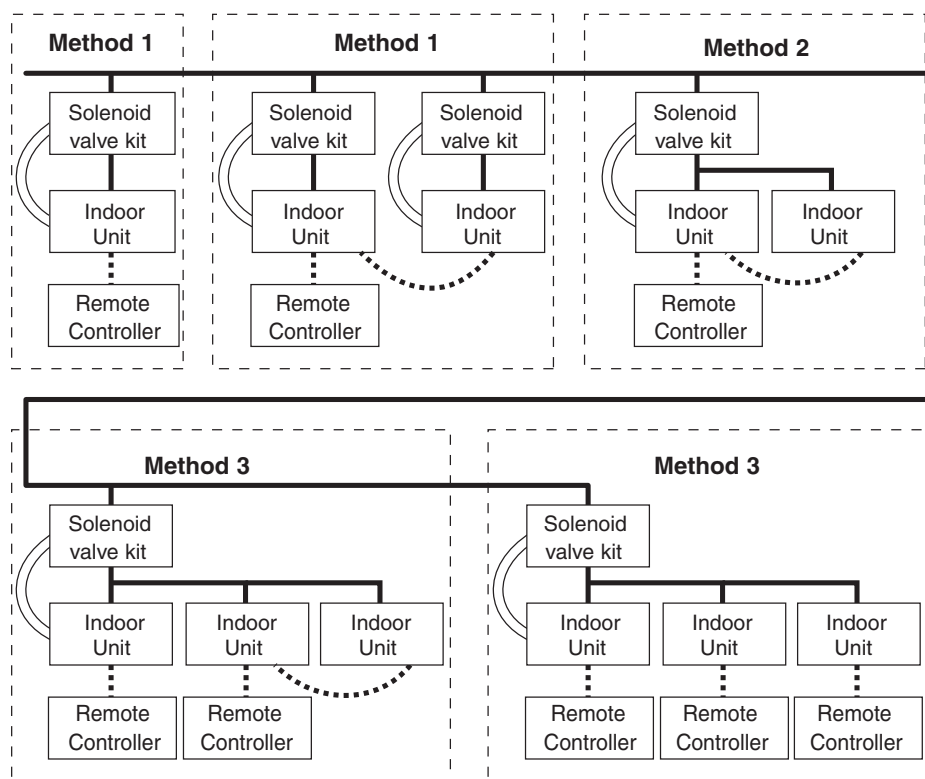 Method 1
Method 1
Method 2
Solenoid
valve kit
Solenoid
valve kit
Solenoid
valve kit
Solenoid
valve kit
Indoor
Unit
Indoor
Unit
Indoor
Unit
Indoor
Unit
Indoor
Unit
Remote
Controller
Remote
Controller
Remote
Controller
Method 3
Method 3
Solenoid
valve kit
Solenoid
valve kit
Indoor
Unit
Indoor
Unit
Indoor
Unit
Indoor
Unit
Indoor
Unit
Indoor
Unit
Remote
Controller
Remote
Controller
Remote
Controller
Remote
Controller
Remote
Controller